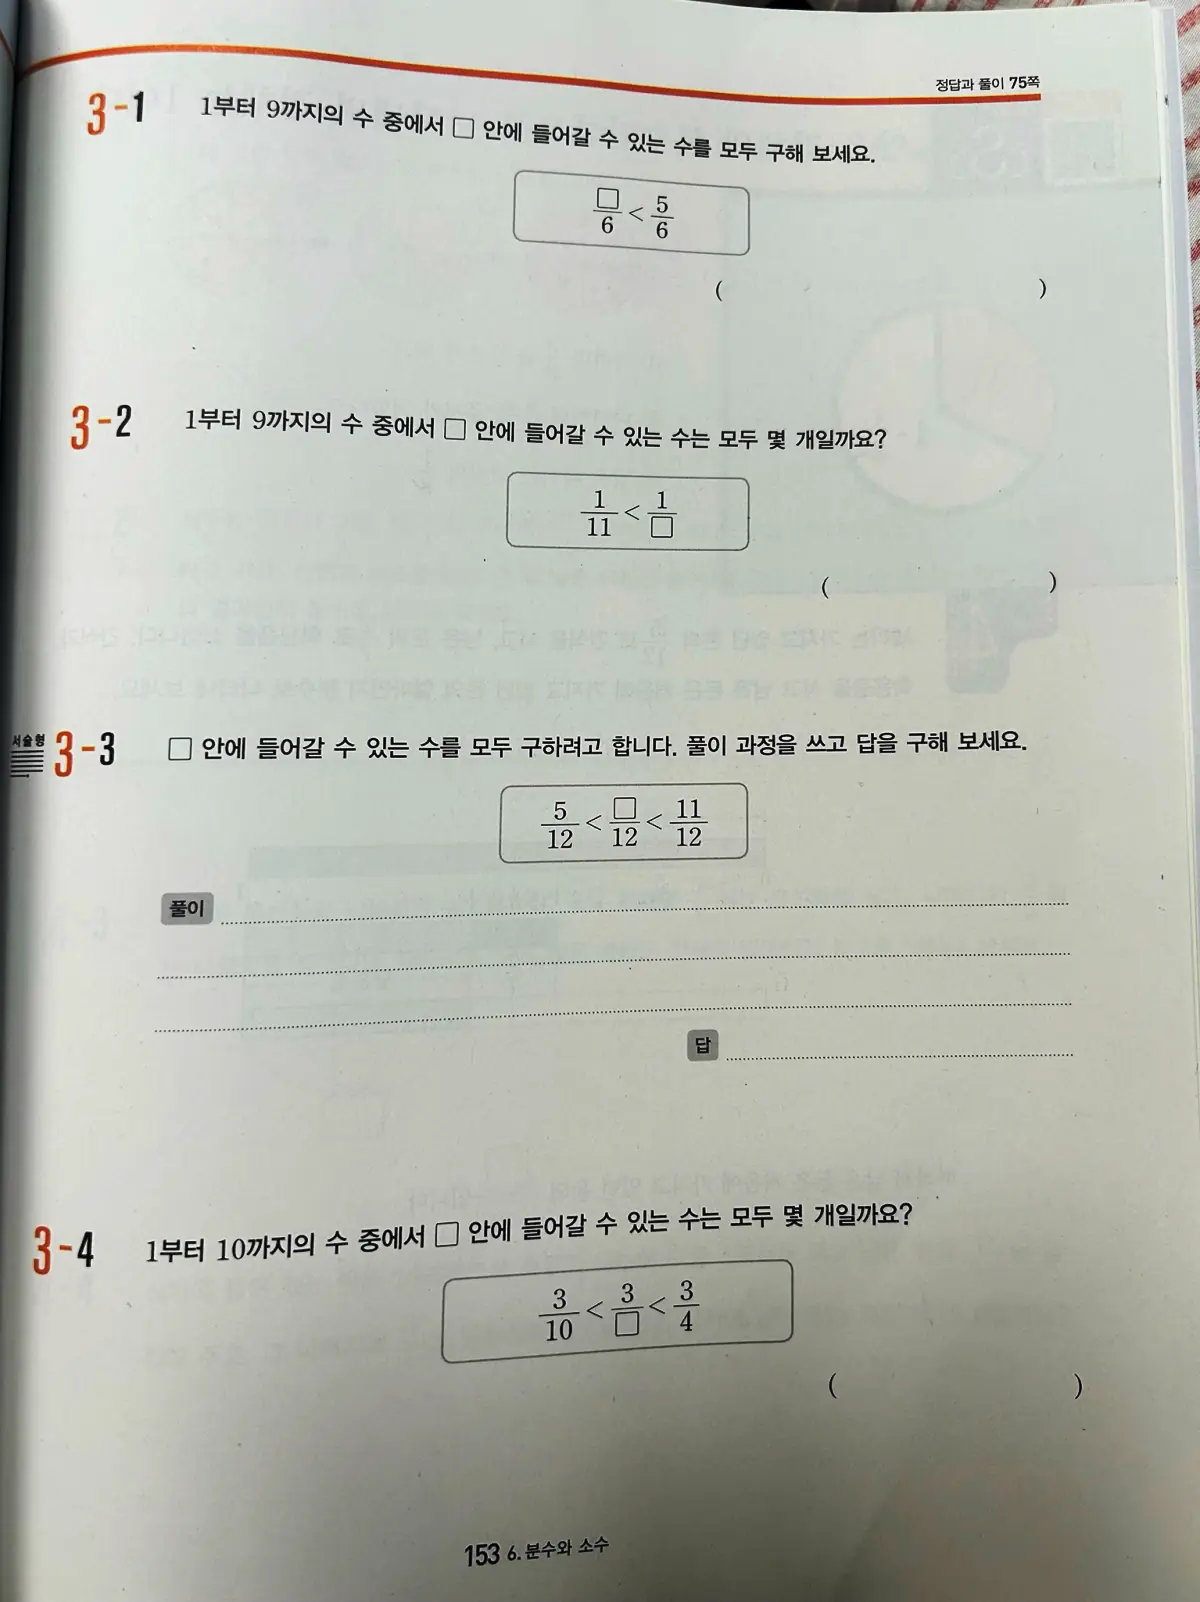 정답과 풀이 75쪽
3-1 1부터 9까지의 수 중에서 □ 안에 들어갈 수 있는 수를 모두 구해 보세요.
□/6 < 5/6
( )
3-2 1부터 9까지의 수 중에서 □ 안에 들어갈 수 있는 수는 모두 몇 개일까요?
1/11 < 1/□
( )
서술형 3-3 □ 안에 들어갈 수 있는 수를 모두 구하려고 합니다. 풀이 과정을 쓰고 답을 구해 보세요.
5/12 < □/12 < 11/12
풀이
답
3-4 1부터 10까지의 수 중에서 □ 안에 들어갈 수 있는 수는 모두 몇 개일까요?
3/10 < 3/□ < 3/4
( )
153 6. 분수와 소수